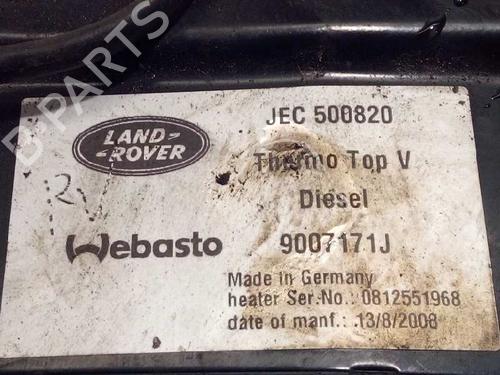 B-PARTS
JEC 500820
LAND-
-ROVER
Thermo Top V
Diesel
Webasto
9007171J
Made in Germany
heater Ser.No.: 0812551968
date of manf.: 13/8/2008